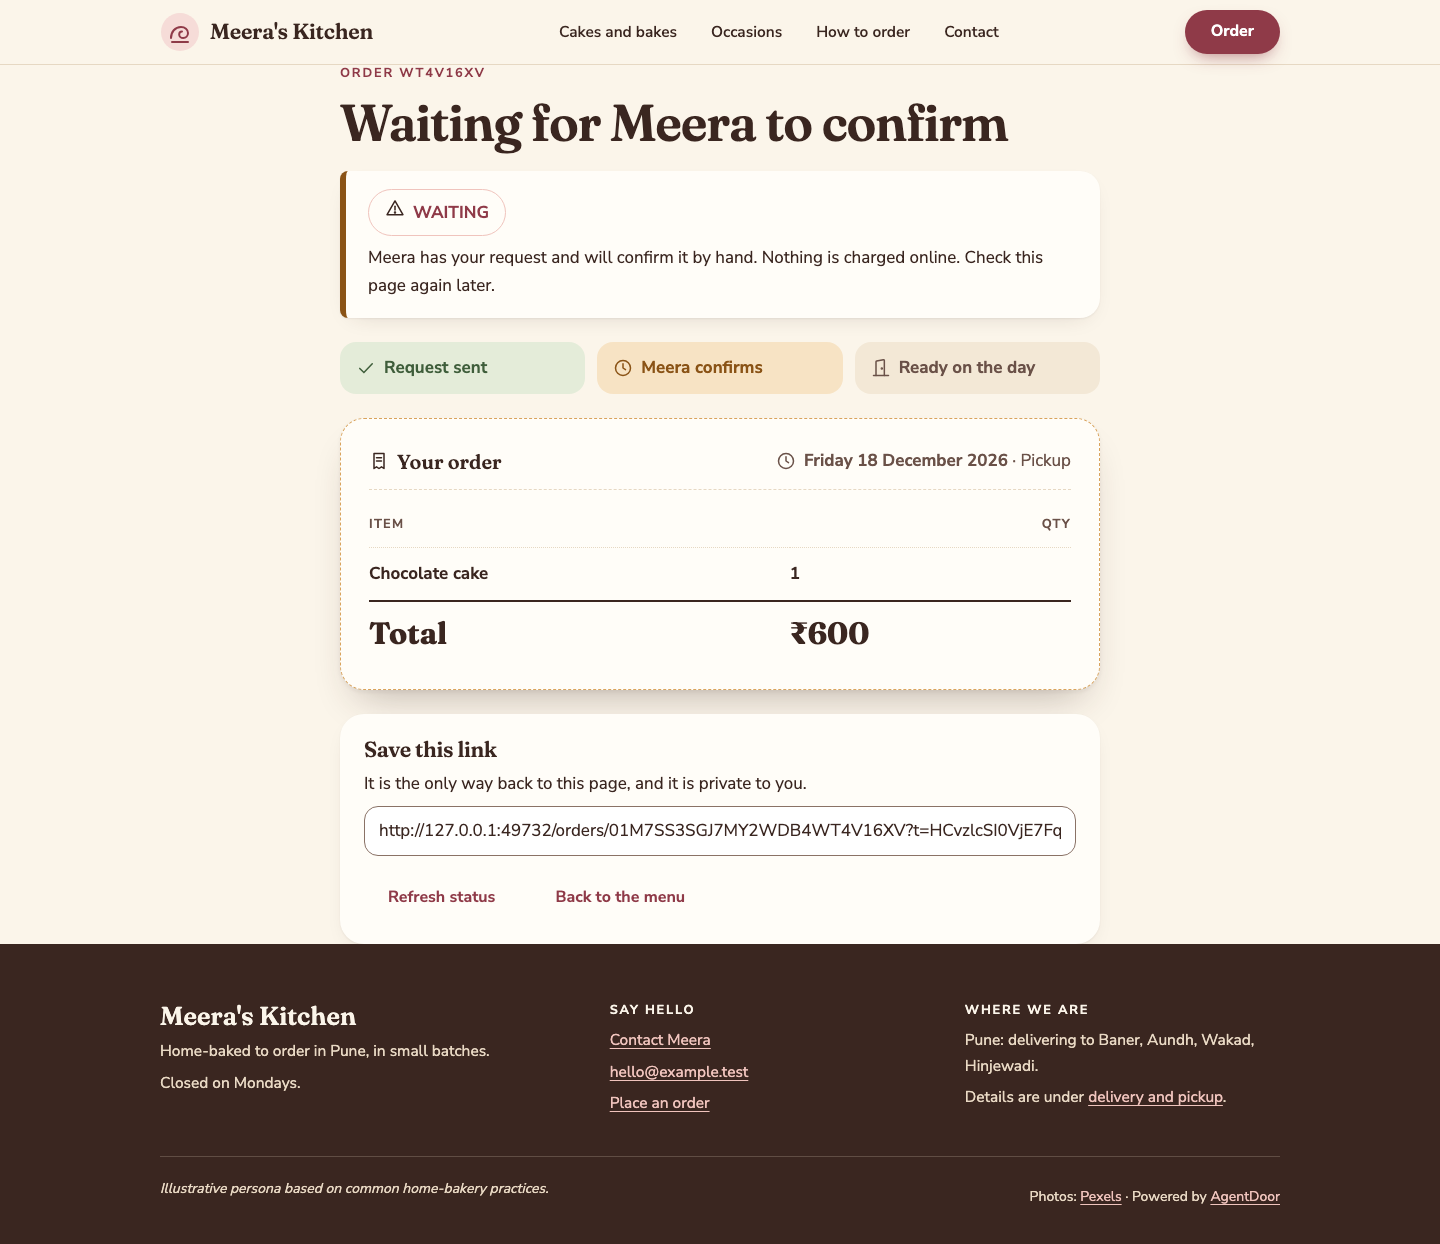 Meera's Kitchen
Cakes and bakes
Occasions
How to order
Contact
Order
ORDER WT4V16XV
Waiting for Meera to confirm
WAITING
Meera has your request and will confirm it by hand. Nothing is charged online. Check this
page again later.
Request sent
Meera confirms
Ready on the day
Your order
Friday 18 December 2026 · Pickup
ITEM QTY
Chocolate cake 1
Total ₹600
Save this link
It is the only way back to this page, and it is private to you.
http://127.0.0.1:49732/orders/01M7SS3SGJ7MY2WDB4WT4V16XV?t=HCvzlcSI0VjE7Fq
Refresh status
Back to the menu
Meera's Kitchen
Home-baked to order in Pune, in small batches.
Closed on Mondays.
SAY HELLO
Contact Meera
hello@example.test
Place an order
WHERE WE ARE
Pune: delivering to Baner, Aundh, Wakad,
Hinjewadi.
Details are under delivery and pickup.
Illustrative persona based on common home-bakery practices.
Photos: Pexels · Powered by AgentDoor